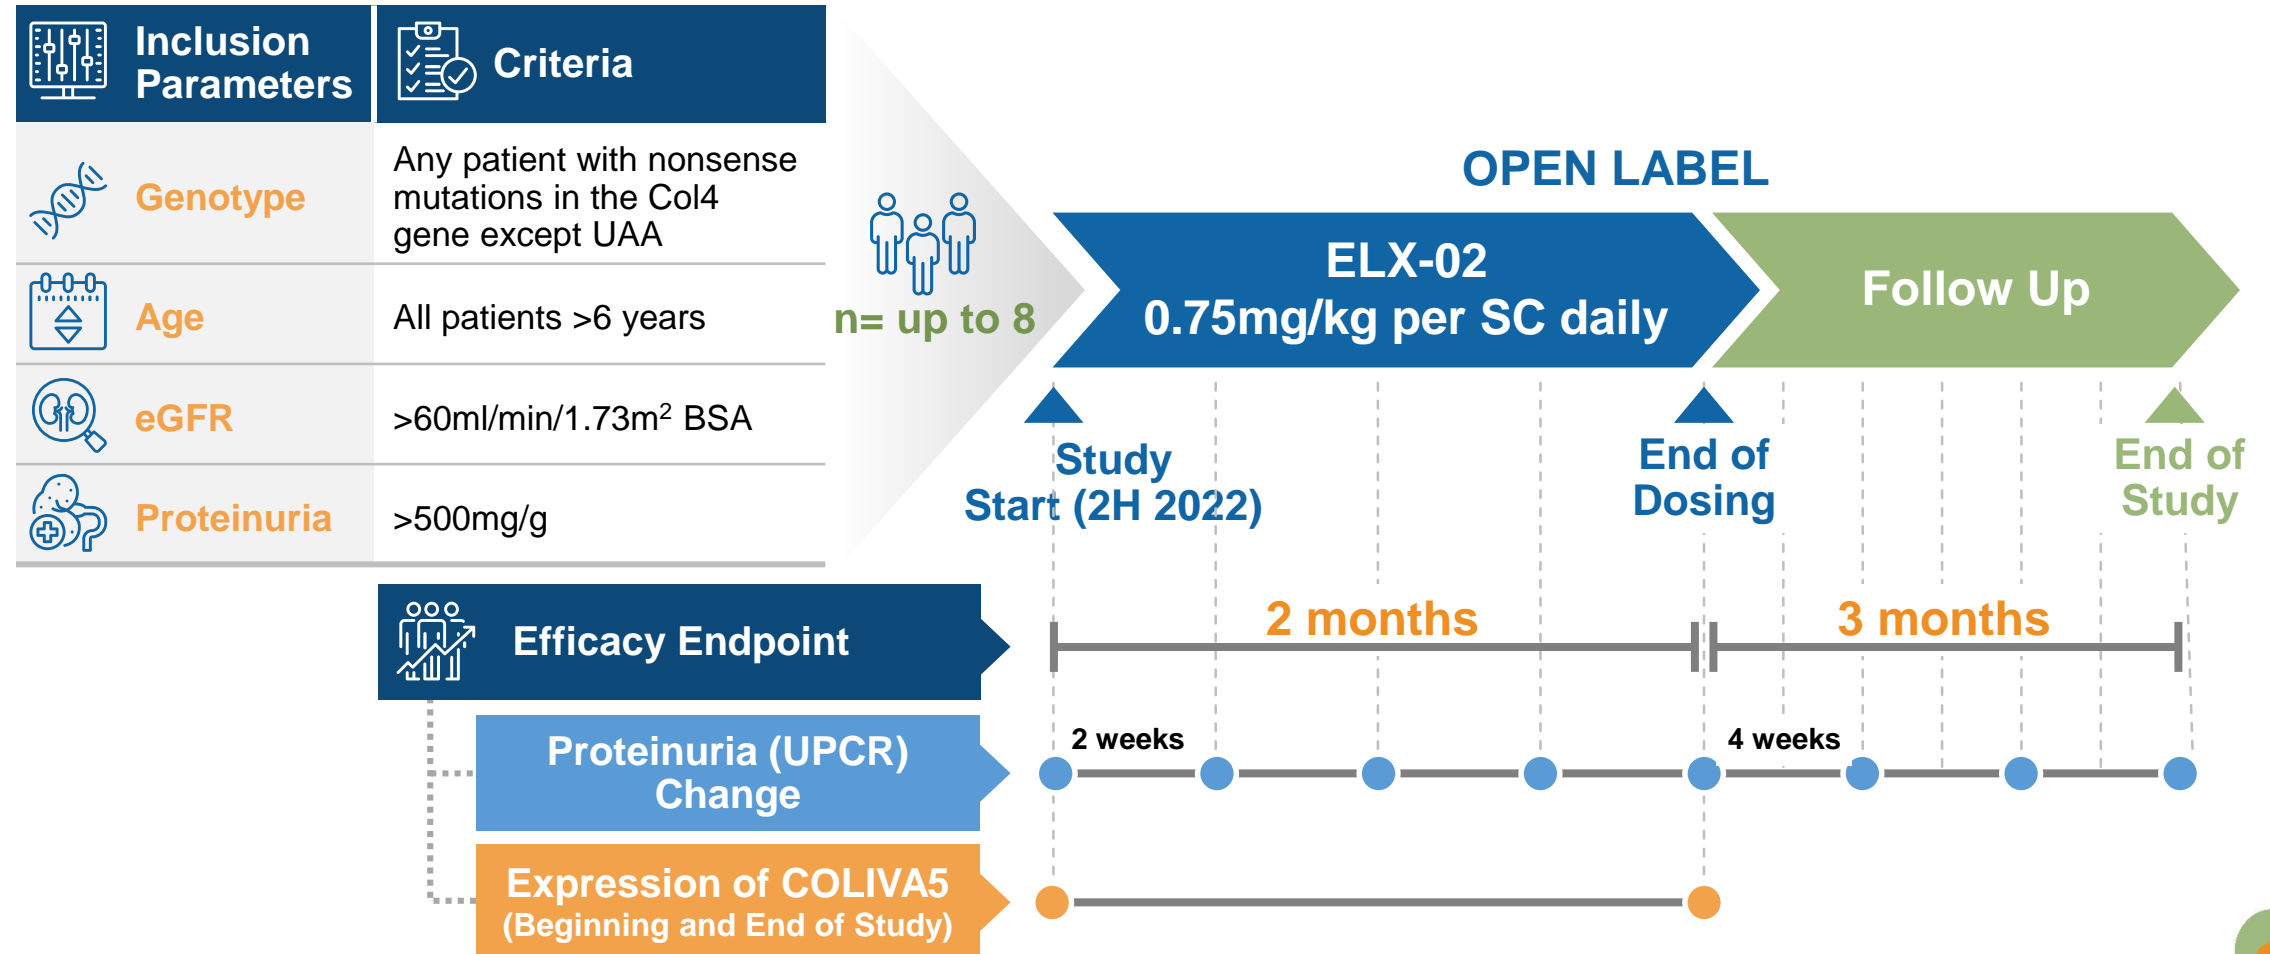 Inclusion
Parameters
Criteria
Genotype
Any patient with nonsense
mutations in the Col4
gene except UAA
Age
All patients >6 years
eGFR
>60ml/min/1.73m² BSA
Proteinuria
>500mg/g
n= up to 8
OPEN LABEL
ELX-02
0.75mg/kg per SC daily
Follow Up
Study
Start (2H 2022)
End of
Dosing
End of
Study
Efficacy Endpoint
2 months
3 months
Proteinuria (UPCR)
Change
2 weeks
4 weeks
Expression of COLIVA5
(Beginning and End of Study)